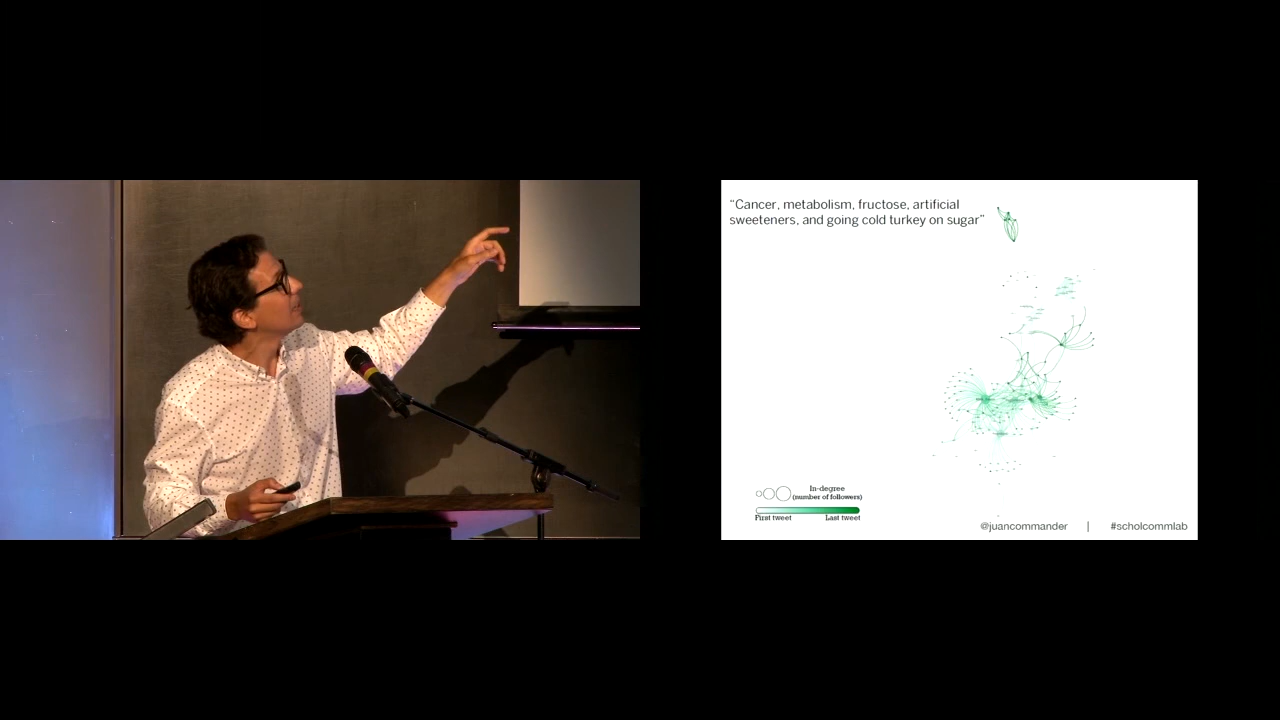 “Cancer, metabolism, fructose, artificial
sweeteners, and going cold turkey on sugar”
In-degree
(number of followers)
First tweet Last tweet
@juancommander | #scholcommlab